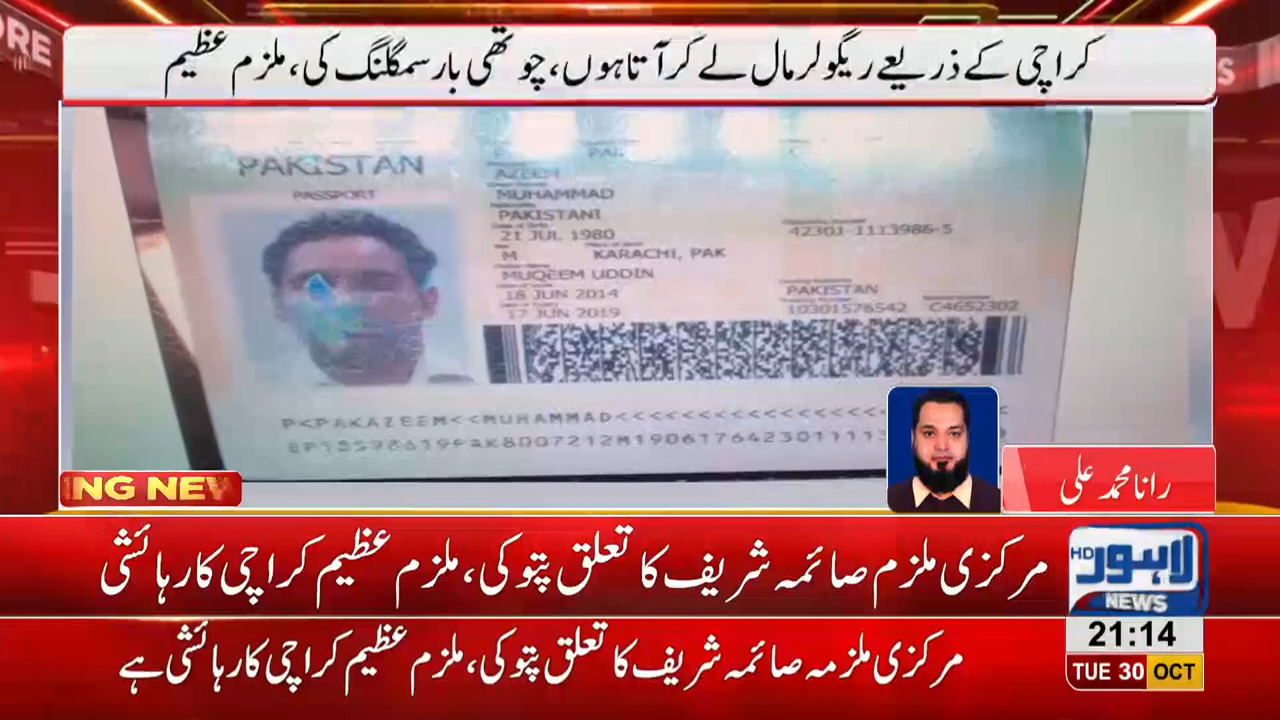 کراچی کے ذریعے ریگولر مال لے کر آتا ہوں، چوتھی بار سمگلنگ کی، ملزم عظیم
PAKISTAN
PASSPORT
AZEEM
MUHAMMAD
PAKISTANI
21 JUL 1980
42301-1113986-5
M
KARACHI, PAK
MUQEEM UDDIN
18 JUN 2014
PAKISTAN
17 JUN 2019
10301576542
C4652302
P<PAKAZEEM<<MUHAMMAD<<<<<<<<<<<<<<<<<
رانا محمد علی
ING NEW
مرکزی ملزم صائمہ شریف کا تعلق پتوکی، ملزم عظیم کراچی کا رہائشی
مرکزی ملزمہ صائمہ شریف کا تعلق پتوکی، ملزم عظیم کراچی کا رہائشی ہے
HD لاہور
NEWS
21:14
TUE 30 OCT